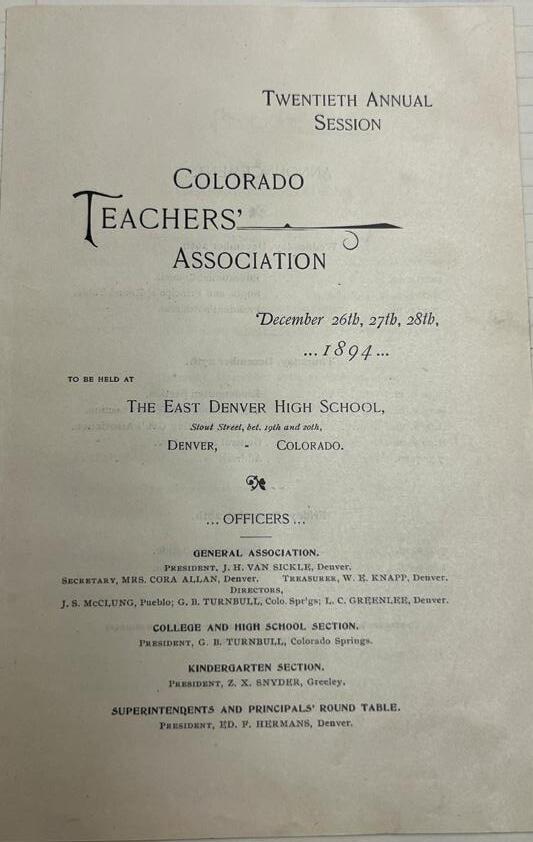 TWENTIETH ANNUAL
SESSION
COLORADO
TEACHERS'
ASSOCIATION
December 26th, 27th, 28th,
...1894...
TO BE HELD AT
THE EAST DENVER HIGH SCHOOL,
Stout Street, bet. 19th and 20th,
DENVER, - COLORADO.
... OFFICERS ...
GENERAL ASSOCIATION.
PRESIDENT, J. H. VAN SICKLE, Denver.
SECRETARY, MRS. CORA ALLAN, Denver. TREASURER, W. E. KNAPP, Denver.
DIRECTORS,
J. S. McCLUNG, Pueblo; G. B. TURNBULL, Colo. Spr'gs; L. C. GREENLEE, Denver.
COLLEGE AND HIGH SCHOOL SECTION.
PRESIDENT, G. B. TURNBULL, Colorado Springs.
KINDERGARTEN SECTION.
PRESIDENT, Z. X. SNYDER, Greeley.
SUPERINTENDENTS AND PRINCIPALS' ROUND TABLE.
PRESIDENT, ED. F. HERMANS, Denver.